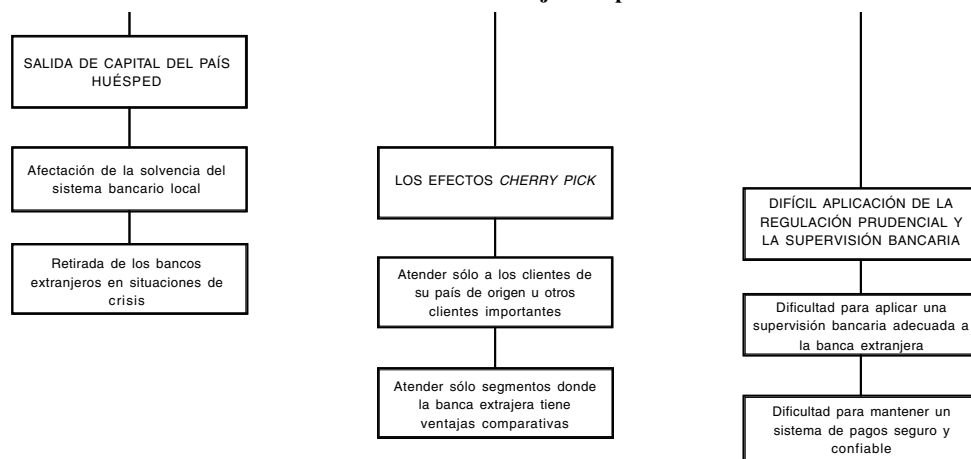 SALIDA DE CAPITAL DEL PAÍS
HUÉSPED
Afectación de la solvencia del
sistema bancario local
Retirada de los bancos
extranjeros en situaciones de
crisis
LOS EFECTOS CHERRY PICK
Atender sólo a los clientes de
su país de origen u otros
clientes importantes
Atender sólo segmentos donde
la banca extrajera tiene
ventajas comparativas
DIFÍCIL APLICACIÓN DE LA
REGULACIÓN PRUDENCIAL Y
LA SUPERVISIÓN BANCARIA
Dificultad para aplicar una
supervisión bancaria adecuada a
la banca extranjera
Dificultad para mantener un
sistema de pagos seguro y
confiable